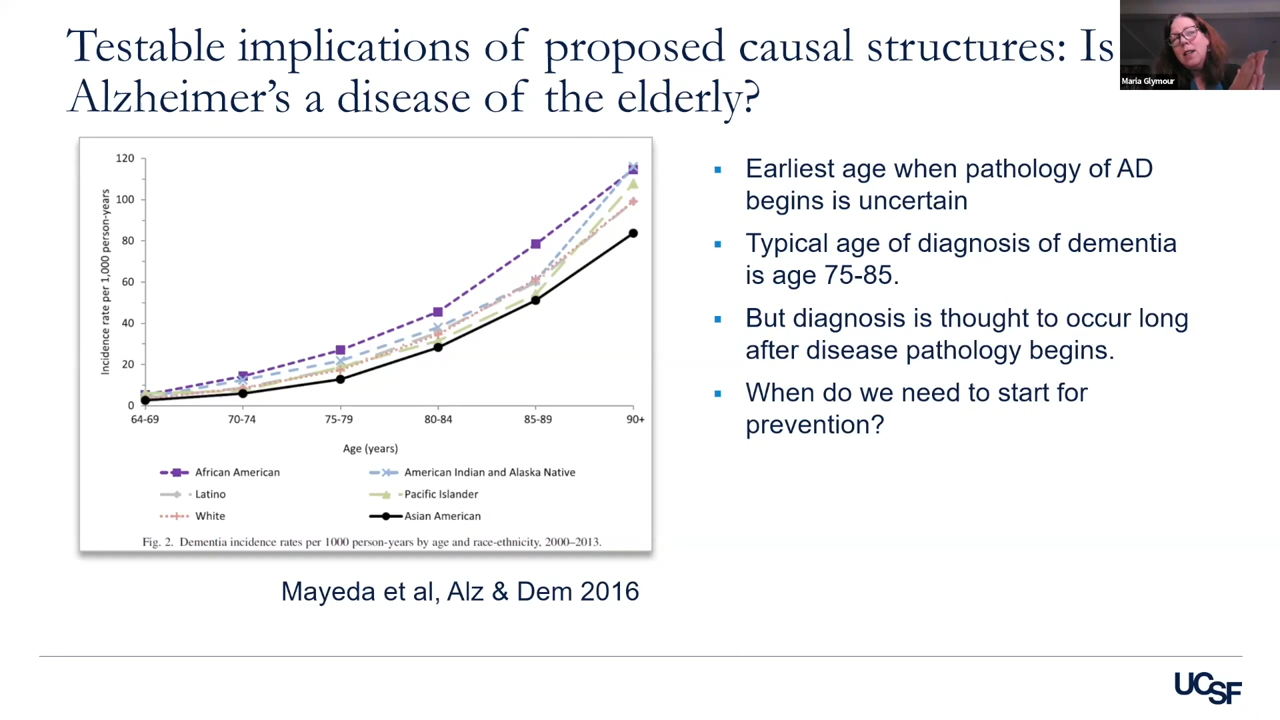 Testable implications of proposed causal structures: Is
Alzheimer's a disease of the elderly?
Maria Glymour
Incidence rate per 1,000 person-years
120
100
80
60
40
20
0
64-69 70-74 75-79 80-84 85-89 90+
Age (years)
African American American Indian and Alaska Native
Latino Pacific Islander
White Asian American
Fig. 2. Dementia incidence rates per 1000 person-years by age and race-ethnicity, 2000–2013.
Mayeda et al, Alz & Dem 2016
▪ Earliest age when pathology of AD
begins is uncertain
▪ Typical age of diagnosis of dementia
is age 75-85.
▪ But diagnosis is thought to occur long
after disease pathology begins.
▪ When do we need to start for
prevention?
UCSF